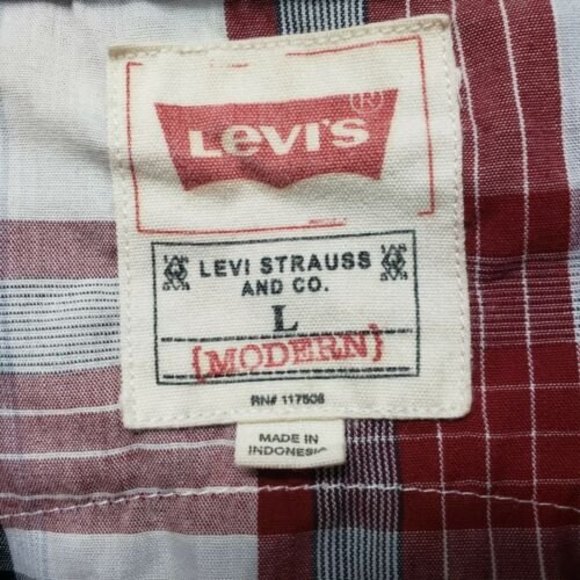 LEVI'S ®
LEVI STRAUSS
AND CO.
L
{MODERN}
RN# 117508
MADE IN
INDONESIA